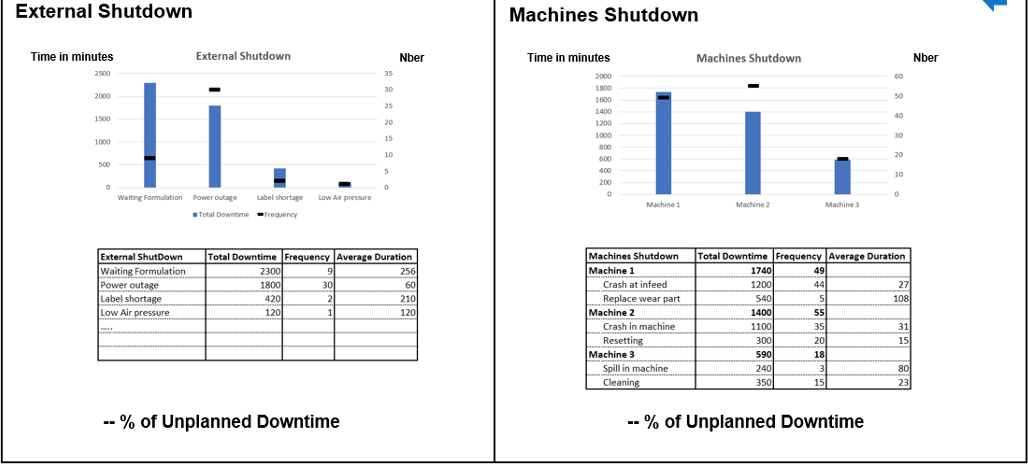 External Shutdown
Time in minutes External Shutdown Nber
2500 35
2000 30
1500 25
1000 20
500 15
0 10
5
0
Waiting Formulation Power outage Label shortage Low Air pressure
Total Downtime Frequency
External ShutDown Total Downtime Frequency Average Duration
Waiting Formulation 2300 9 256
Power outage 1800 30 60
Label shortage 420 2 210
Low Air pressure 120 1 120
.....
-- % of Unplanned Downtime
Machines Shutdown
Time in minutes Machines Shutdown Nber
2000 60
1800 50
1600 40
1400 30
1200 20
1000 10
800 0
600
400
200
0
Machine 1 Machine 2 Machine 3
Machines Shutdown Total Downtime Frequency Average Duration
Machine 1 1740 49
Crash at infeed 1200 44 27
Replace wear part 540 5 108
Machine 2 1400 55
Crash in machine 1100 35 31
Resetting 300 20 15
Machine 3 590 18
Spill in machine 240 3 80
Cleaning 350 15 23
-- % of Unplanned Downtime